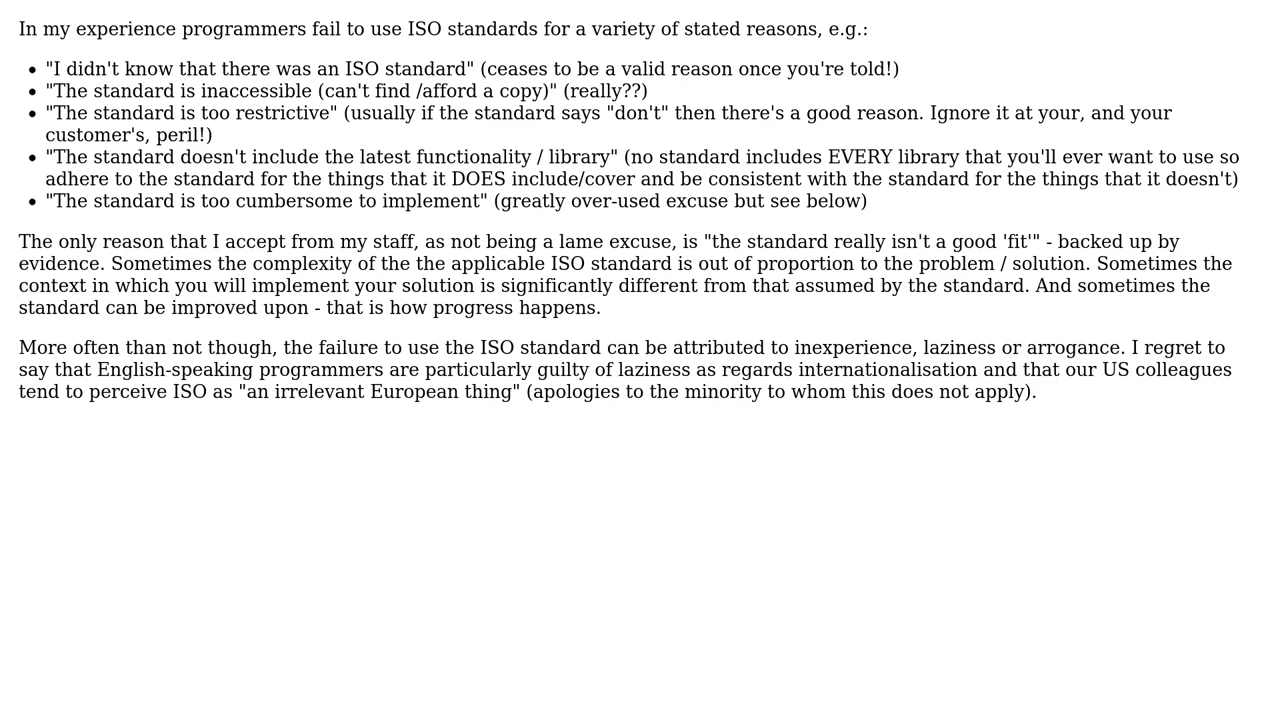 In my experience programmers fail to use ISO standards for a variety of stated reasons, e.g.:
• "I didn't know that there was an ISO standard" (ceases to be a valid reason once you're told!)
• "The standard is inaccessible (can't find /afford a copy)" (really??)
• "The standard is too restrictive" (usually if the standard says "don't" then there's a good reason. Ignore it at your, and your
customer's, peril!)
• "The standard doesn't include the latest functionality / library" (no standard includes EVERY library that you'll ever want to use so
adhere to the standard for the things that it DOES include/cover and be consistent with the standard for the things that it doesn't)
• "The standard is too cumbersome to implement" (greatly over-used excuse but see below)
The only reason that I accept from my staff, as not being a lame excuse, is "the standard really isn't a good 'fit'" - backed up by
evidence. Sometimes the complexity of the the applicable ISO standard is out of proportion to the problem / solution. Sometimes the
context in which you will implement your solution is significantly different from that assumed by the standard. And sometimes the
standard can be improved upon - that is how progress happens.
More often than not though, the failure to use the ISO standard can be attributed to inexperience, laziness or arrogance. I regret to
say that English-speaking programmers are particularly guilty of laziness as regards internationalisation and that our US colleagues
tend to perceive ISO as "an irrelevant European thing" (apologies to the minority to whom this does not apply).